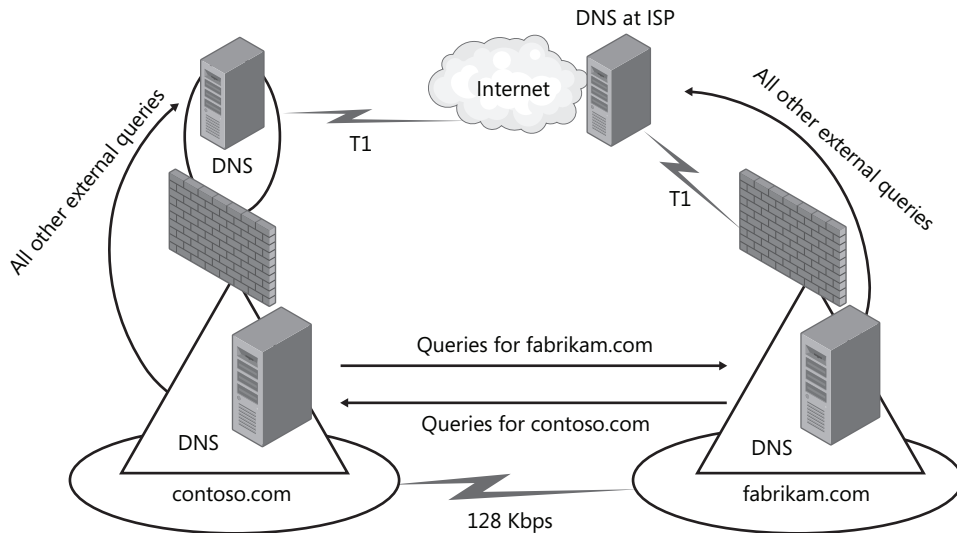 DNS at ISP
Internet
All other external queries
DNS
T1
T1
All other external queries
Queries for fabrikam.com
Queries for contoso.com
DNS
DNS
contoso.com
fabrikam.com
128 Kbps